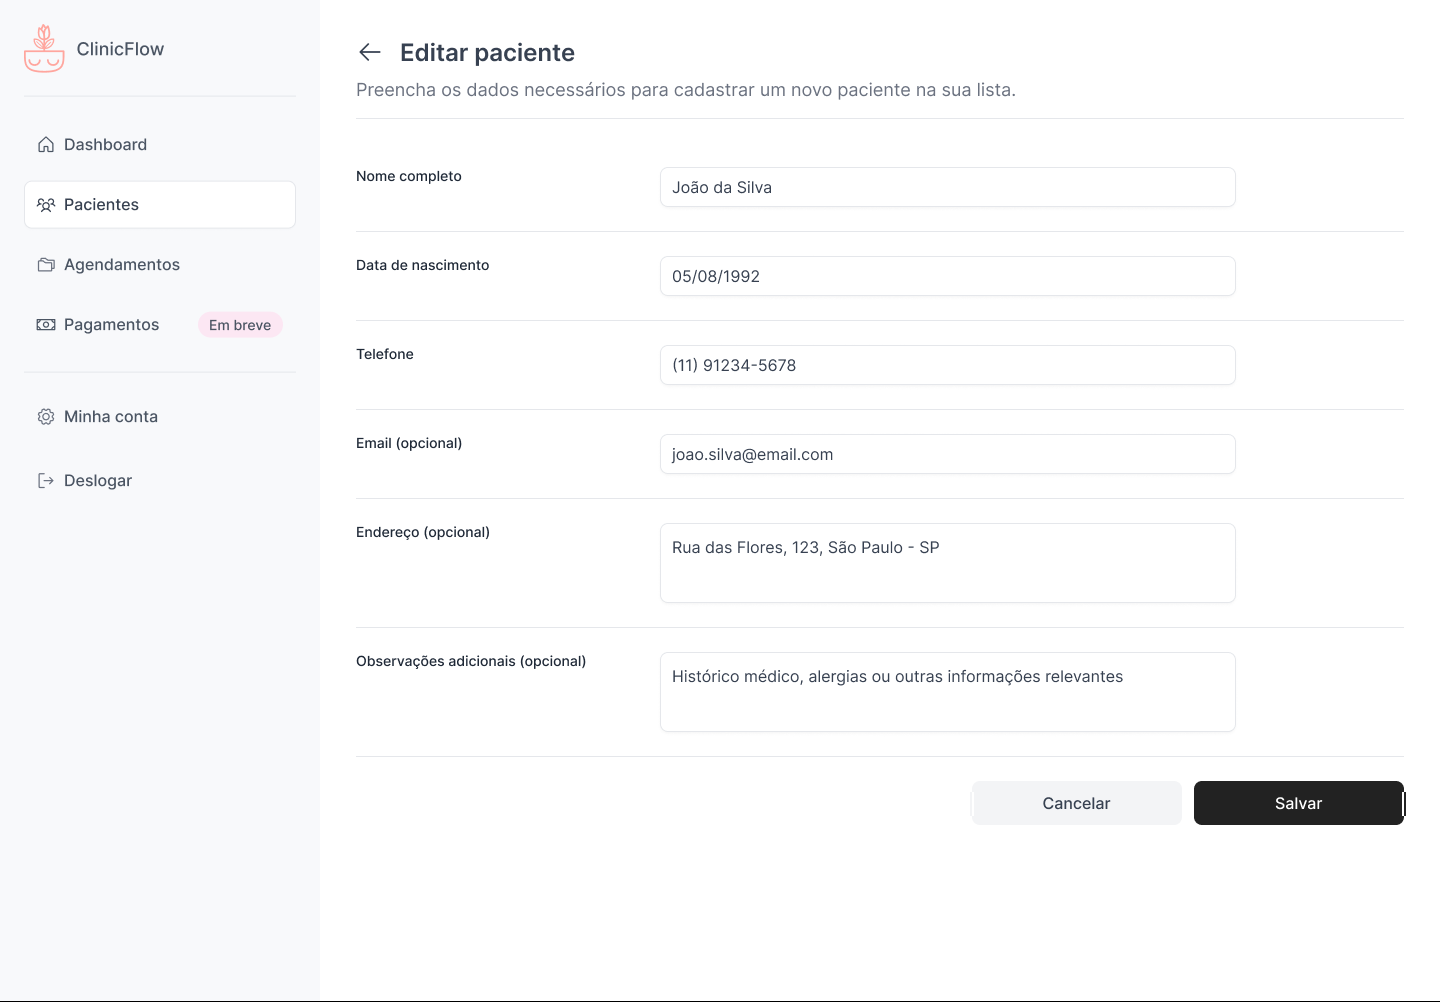 ClinicFlow
Dashboard
Pacientes
Agendamentos
Pagamentos Em breve
Minha conta
Deslogar
Editar paciente
Preencha os dados necessários para cadastrar um novo paciente na sua lista.
Nome completo
João da Silva
Data de nascimento
05/08/1992
Telefone
(11) 91234-5678
Email (opcional)
joao.silva@email.com
Endereço (opcional)
Rua das Flores, 123, São Paulo - SP
Observações adicionais (opcional)
Histórico médico, alergias ou outras informações relevantes
Cancelar Salvar